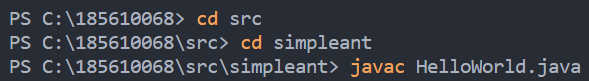 PS C:\185610068> cd src
PS C:\185610068\src> cd simpleant
PS C:\185610068\src\simpleant> javac HelloWorld.java